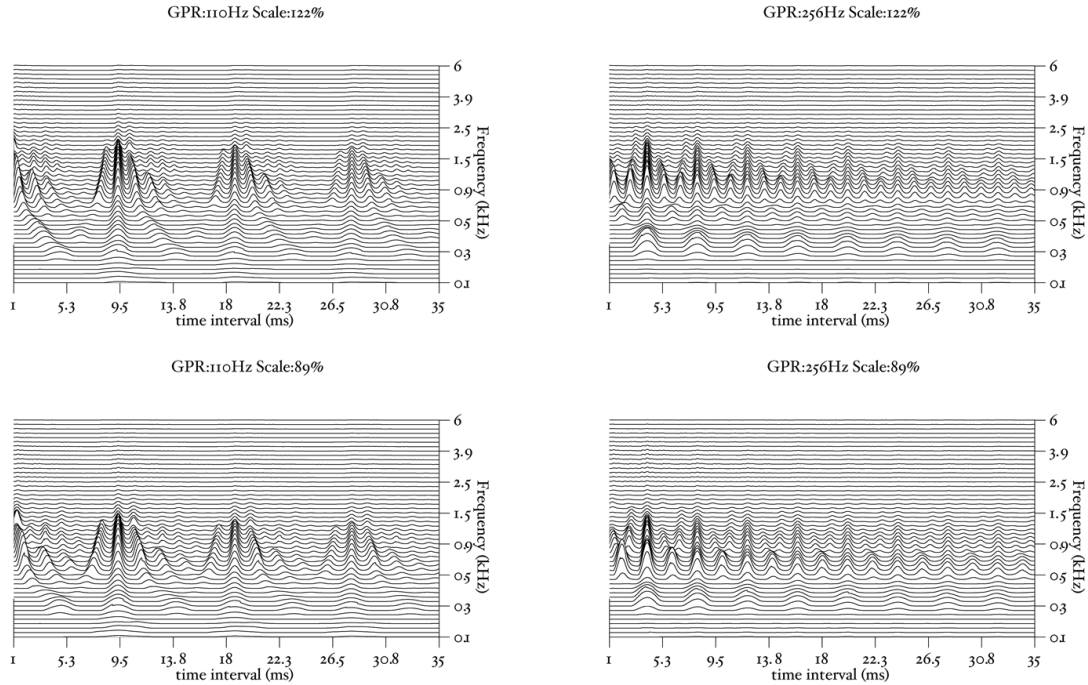 GPR:110Hz Scale:122%
6
3.9
2.5
1.5
0.9
0.5
0.3
0.1
Frequency (kHz)
1 5.3 9.5 13.8 18 22.3 26.5 30.8 35
time interval (ms)
GPR:256Hz Scale:122%
6
3.9
2.5
1.5
0.9
0.5
0.3
0.1
Frequency (kHz)
1 5.3 9.5 13.8 18 22.3 26.5 30.8 35
time interval (ms)
GPR:110Hz Scale:89%
6
3.9
2.5
1.5
0.9
0.5
0.3
0.1
Frequency (kHz)
1 5.3 9.5 13.8 18 22.3 26.5 30.8 35
time interval (ms)
GPR:256Hz Scale:89%
6
3.9
2.5
1.5
0.9
0.5
0.3
0.1
Frequency (kHz)
1 5.3 9.5 13.8 18 22.3 26.5 30.8 35
time interval (ms)